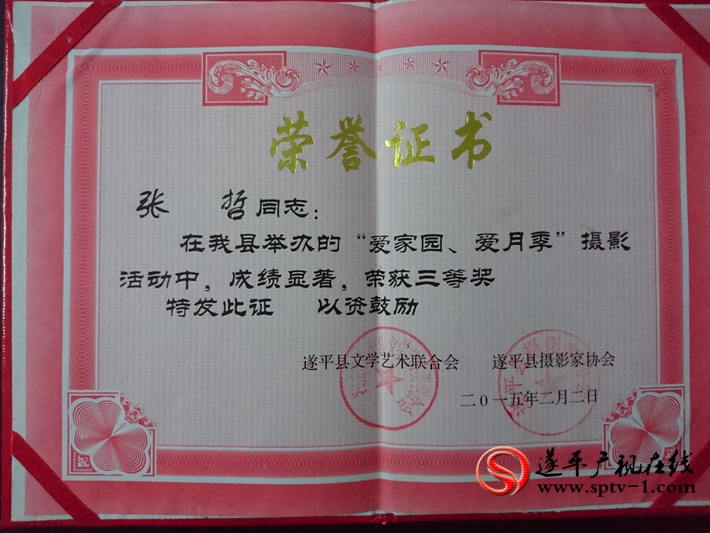 荣誉证书
张 哲同志：
在我县举办的“爱家园、爱月季”摄影
活动中，成绩显著，荣获三等奖
特发此证 以资鼓励
遂平县文学艺术联合会 遂平县摄影家协会
二0一五年二月二日
遂平广视在线
www.sptv-1.com